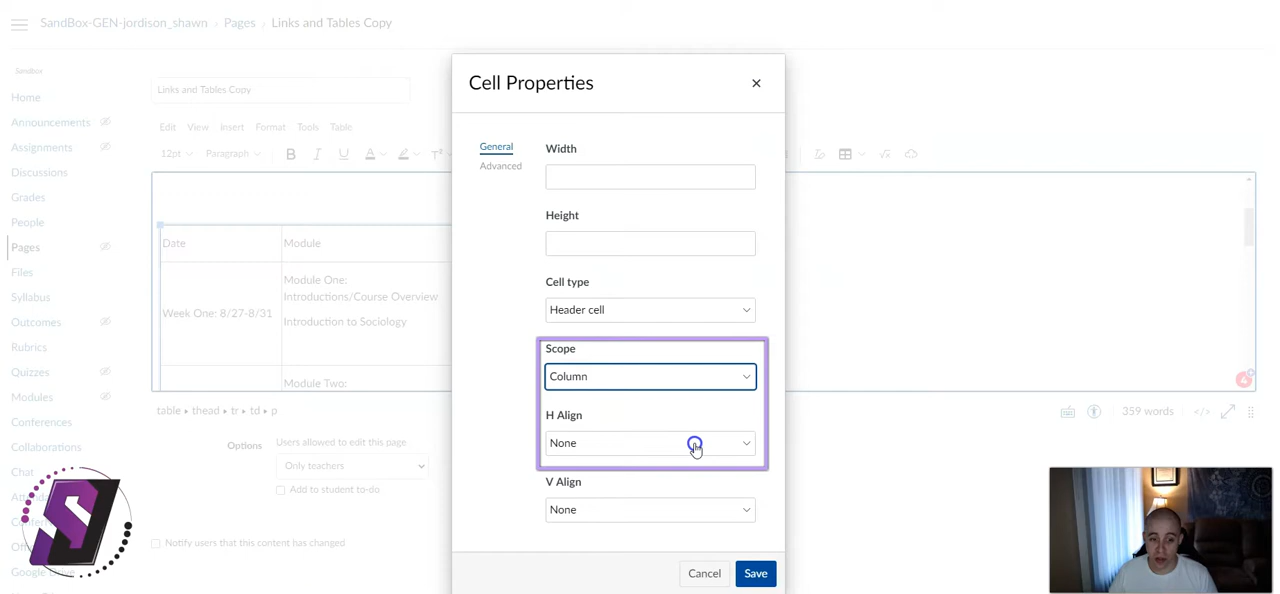 SandBox-GEN-jordison_shawn › Pages › Links and Tables Copy
Sandbox
Home
Announcements
Assignments
Discussions
Grades
People
Pages
Files
Syllabus
Outcomes
Rubrics
Quizzes
Modules
Conferences
Collaborations
Chat
Google Drive
Links and Tables Copy
Edit View Insert Format Tools Table
12pt Paragraph B I U A T²
Date Module
Week One: 8/27-8/31
Module One:
Introductions/Course Overview
Introduction to Sociology
Module Two:
table ▸ thead ▸ tr ▸ td ▸ p
359 words </>
4
Options
Users allowed to edit this page
Only teachers
Add to student to-do
Notify users that this content has changed
Cell Properties
General
Advanced
Width
Height
Cell type
Header cell
Scope
Column
H Align
None
V Align
None
Cancel Save
S